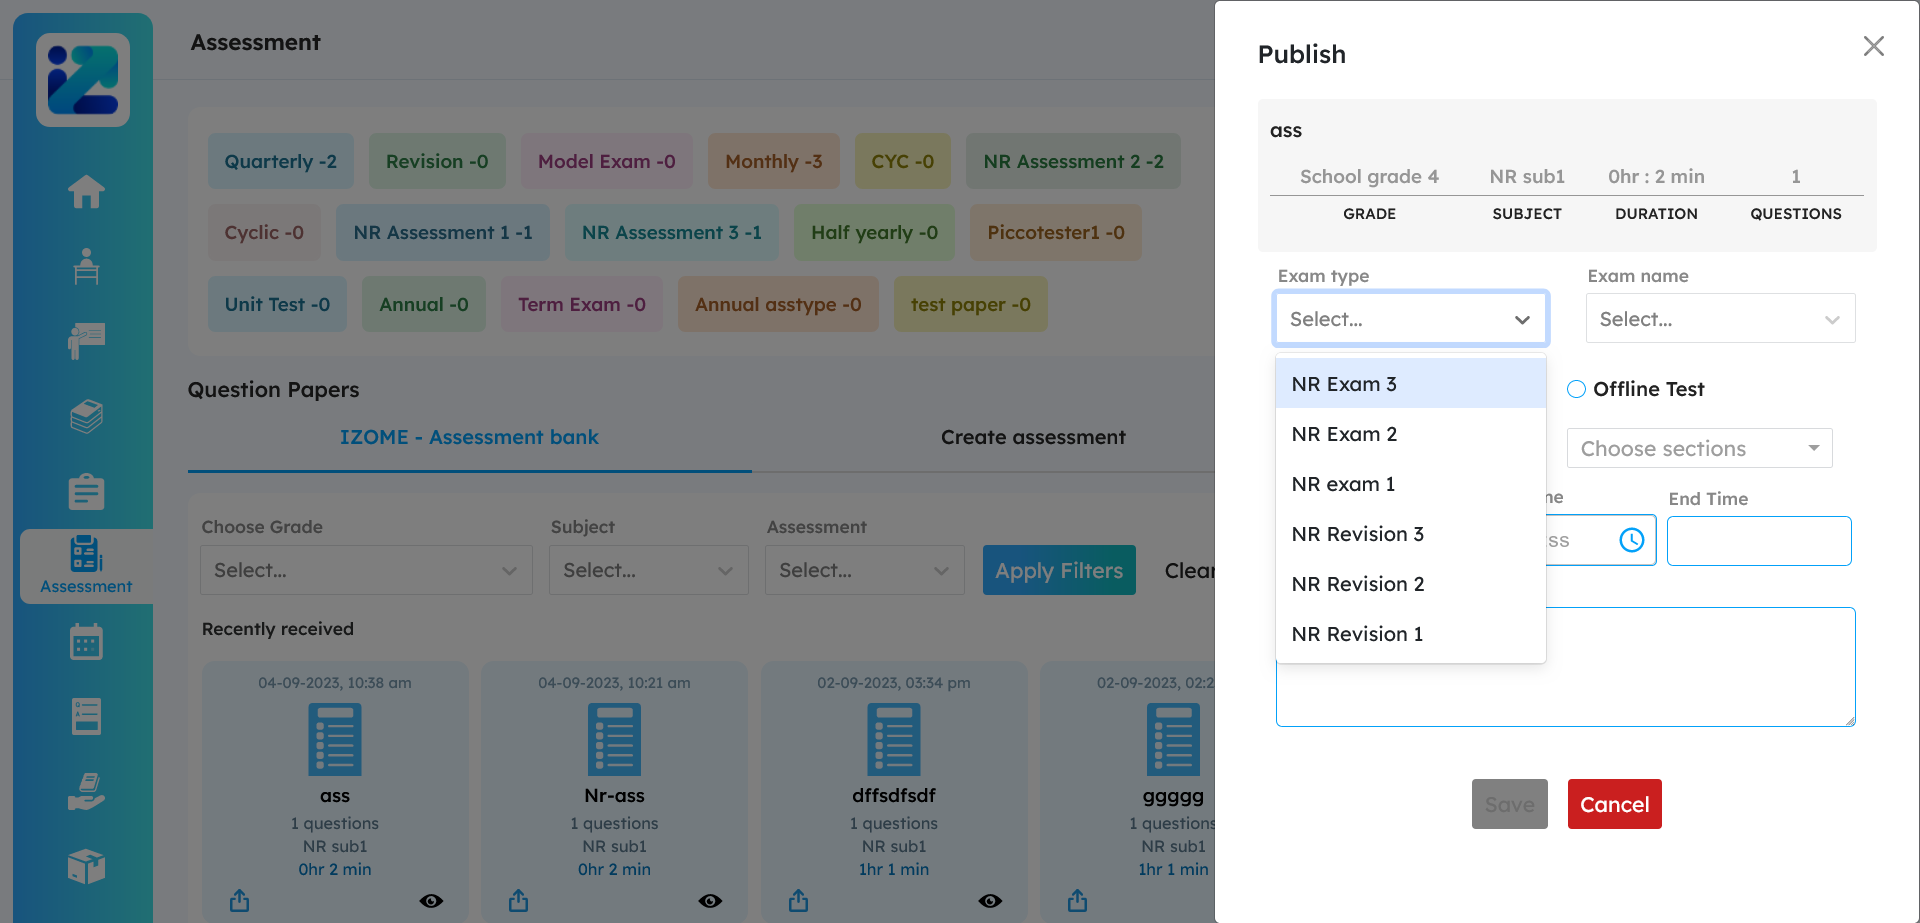 Assessment
Quarterly -2
Revision -0
Model Exam -0
Monthly -3
CYC -0
NR Assessment 2 -2
Cyclic -0
NR Assessment 1 -1
NR Assessment 3 -1
Half yearly -0
Piccotester1 -0
Unit Test -0
Annual -0
Term Exam -0
Annual asstype -0
test paper -0
Question Papers
IZOME - Assessment bank
Create assessment
Choose Grade
Subject
Assessment
Select...
Select...
Select...
Apply Filters
Clear
Recently received
04-09-2023, 10:38 am
ass
1 questions
NR sub1
0hr 2 min
04-09-2023, 10:21 am
Nr-ass
1 questions
NR sub1
0hr 2 min
02-09-2023, 03:34 pm
dffsdfsdf
1 questions
NR sub1
1hr 1 min
02-09-2023, 02:2
ggggg
1 questions
NR sub1
1hr 1 min
Assessment
Publish
ass
School grade 4
NR sub1
0hr : 2 min
1
GRADE
SUBJECT
DURATION
QUESTIONS
Exam type
Exam name
Select...
Select...
NR Exam 3
NR Exam 2
NR exam 1
NR Revision 3
NR Revision 2
NR Revision 1
Offline Test
Choose sections
ne
End Time
ss
Save
Cancel